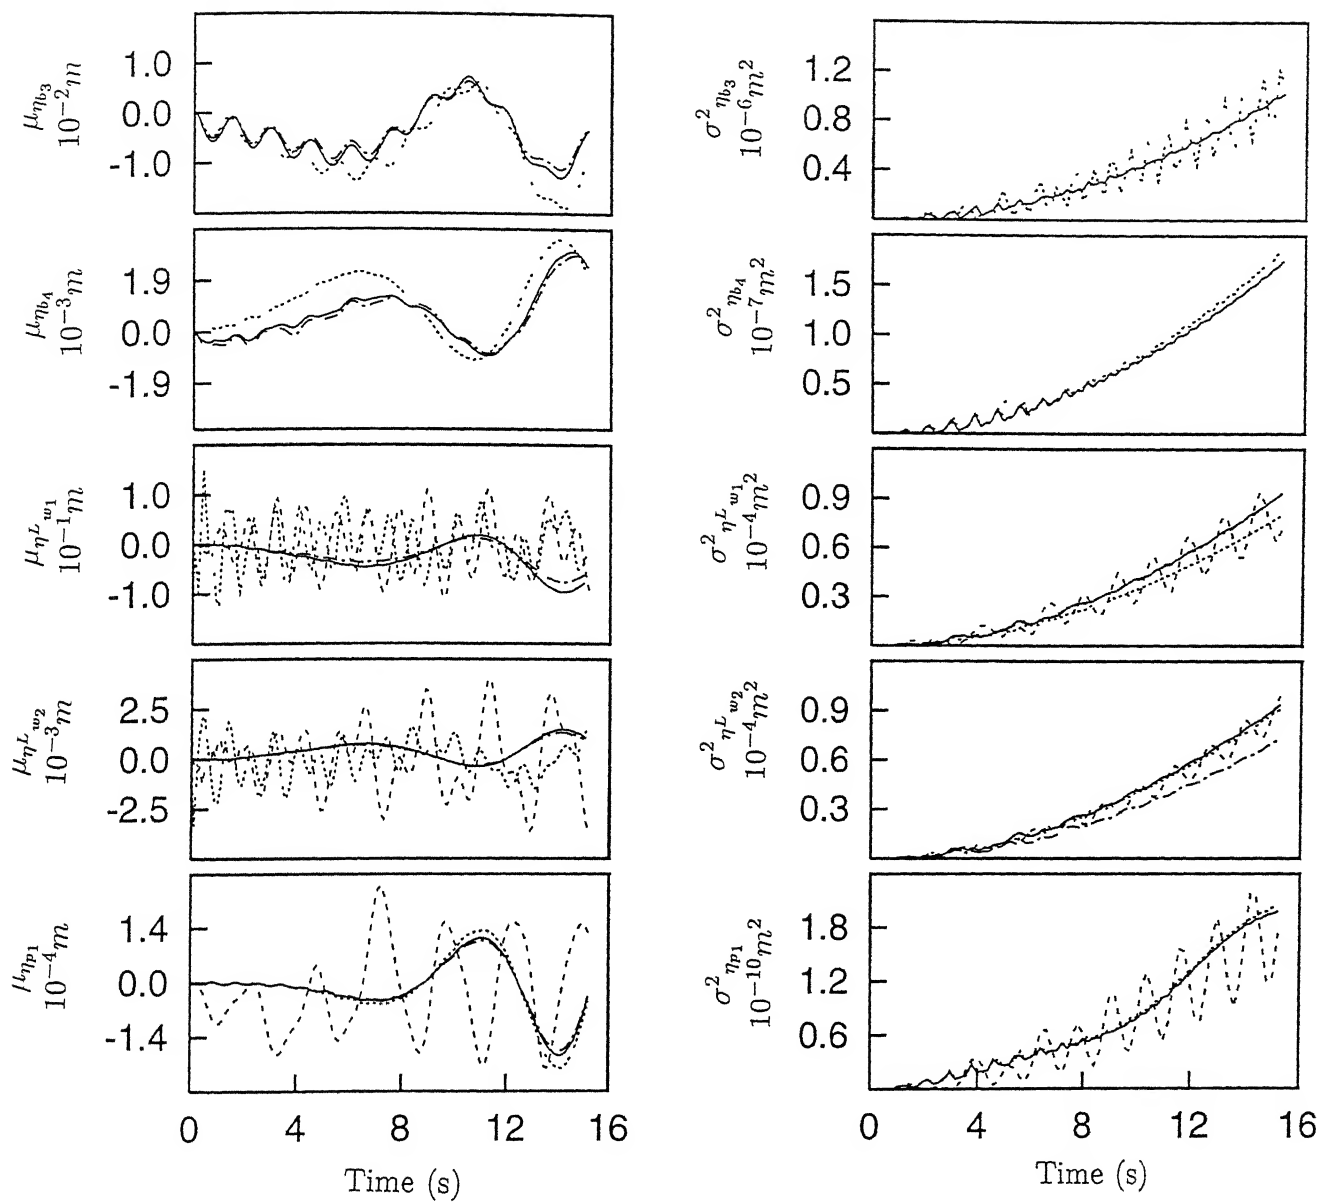 μ_{η_{b_3}}
10^{-2}m
1.0
0.0
-1.0
μ_{η_{b_4}}
10^{-3}m
1.9
0.0
-1.9
μ_{η^L_{w_1}}
10^{-1}m
1.0
0.0
-1.0
μ_{η^L_{w_2}}
10^{-3}m
2.5
0.0
-2.5
μ_{η_{p_1}}
10^{-4}m
1.4
0.0
-1.4
0 4 8 12 16
Time (s)
σ^2_{η_{b_3}}
10^{-6}m^2
1.2
0.8
0.4
σ^2_{η_{b_4}}
10^{-7}m^2
1.5
1.0
0.5
σ^2_{η^L_{w_1}}
10^{-4}m^2
0.9
0.6
0.3
σ^2_{η^L_{w_2}}
10^{-4}m^2
0.9
0.6
0.3
σ^2_{η_{p_1}}
10^{-10}m^2
1.8
1.2
0.6
0 4 8 12 16
Time (s)